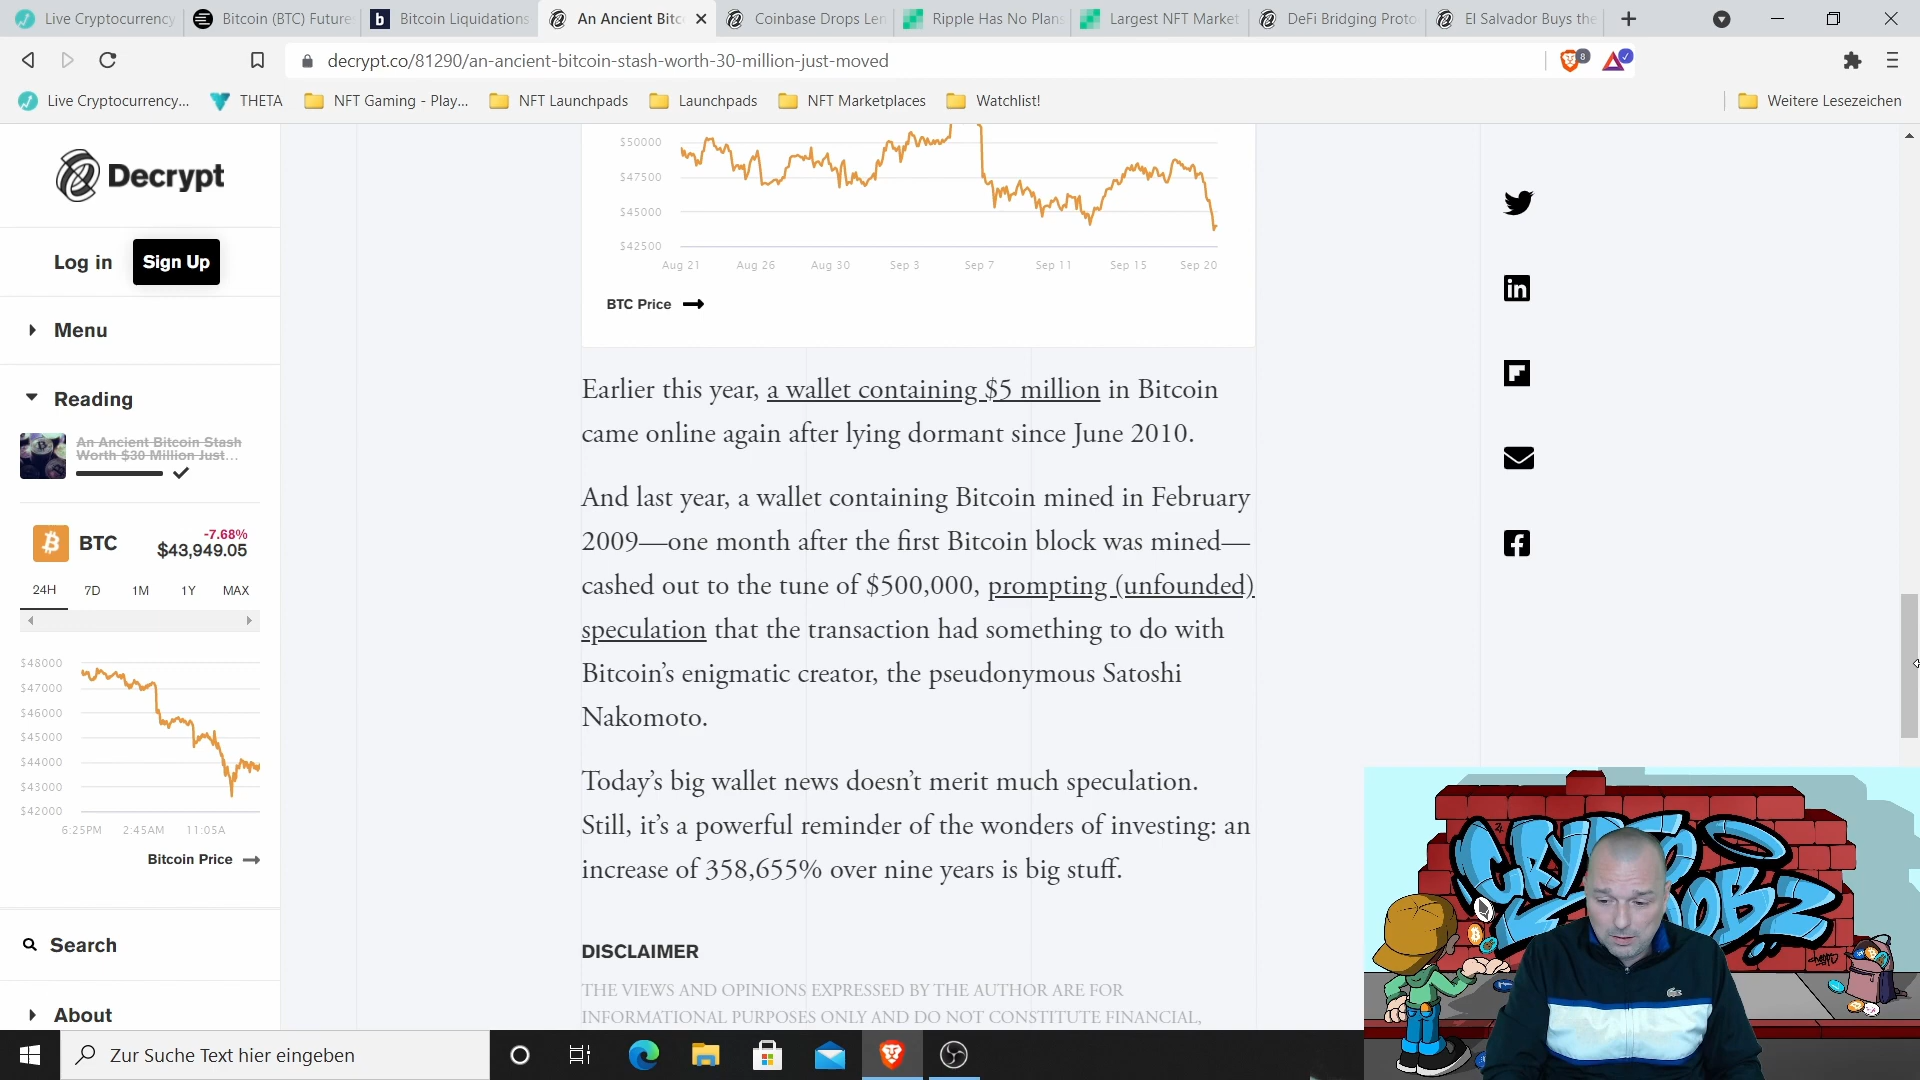 Live Cryptocurrency
Bitcoin (BTC) Future
Bitcoin Liquidations
An Ancient Bitc
Coinbase Drops Len
Ripple Has No Plans
Largest NFT Market
DeFi Bridging Proto
El Salvador Buys the
decrypt.co/81290/an-ancient-bitcoin-stash-worth-30-million-just-moved
8
Live Cryptocurrency...
THETA
NFT Gaming - Play...
NFT Launchpads
Launchpads
NFT Marketplaces
Watchlist!
Weitere Lesezeichen
Decrypt
Log in
Sign Up
Menu
Reading
An Ancient Bitcoin Stash
Worth $30 Million Just…
BTC
-7.68%
$43,949.05
24H 7D 1M 1Y MAX
$48000
$47000
$46000
$45000
$44000
$43000
$42000
6:25PM 2:45AM 11:05A
Bitcoin Price
Search
About
$50000
$47500
$45000
$42500
Aug 21 Aug 26 Aug 30 Sep 3 Sep 7 Sep 11 Sep 15 Sep 20
BTC Price
Earlier this year, a wallet containing $5 million in Bitcoin
came online again after lying dormant since June 2010.
And last year, a wallet containing Bitcoin mined in February
2009—one month after the first Bitcoin block was mined—
cashed out to the tune of $500,000, prompting (unfounded)
speculation that the transaction had something to do with
Bitcoin’s enigmatic creator, the pseudonymous Satoshi
Nakomoto.
Today’s big wallet news doesn’t merit much speculation.
Still, it’s a powerful reminder of the wonders of investing: an
increase of 358,655% over nine years is big stuff.
DISCLAIMER
THE VIEWS AND OPINIONS EXPRESSED BY THE AUTHOR ARE FOR
INFORMATIONAL PURPOSES ONLY AND DO NOT CONSTITUTE FINANCIAL,
Zur Suche Text hier eingeben